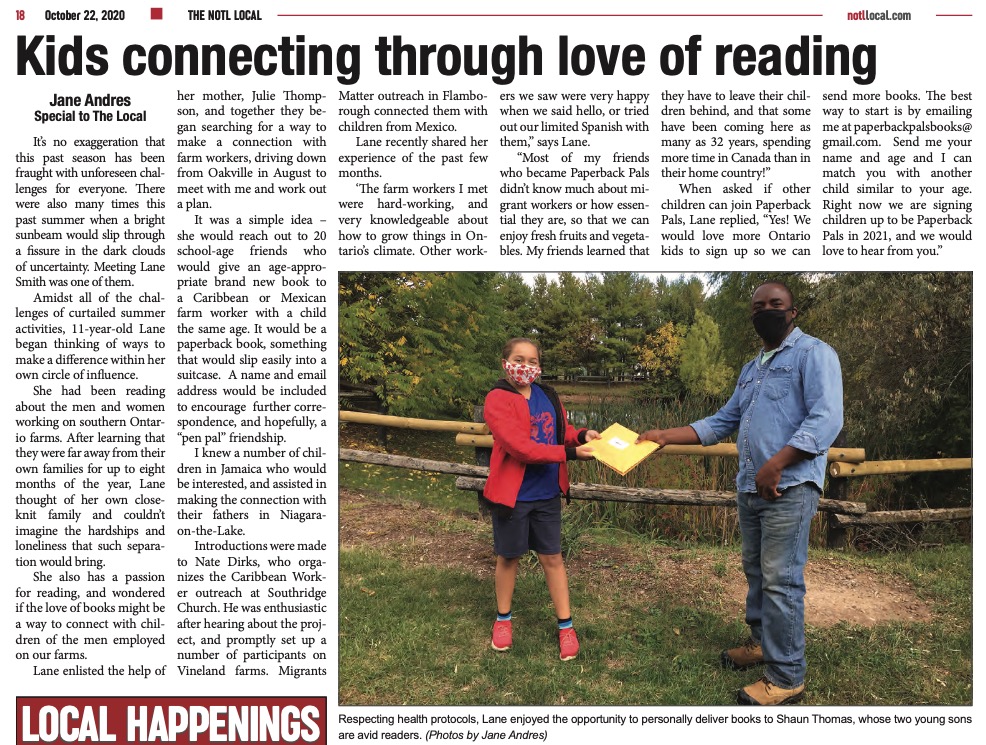 18 October 22, 2020 THE NOTL LOCAL notllocal.com
Kids connecting through love of reading
Jane Andres
Special to The Local
It's no exaggeration that
this past season has been
fraught with unforeseen chal-
lenges for everyone. There
were also many times this
past summer when a bright
sunbeam would slip through
a fissure in the dark clouds
of uncertainty. Meeting Lane
Smith was one of them.
Amidst all of the chal-
lenges of curtailed summer
activities, 11-year-old Lane
began thinking of ways to
make a difference within her
own circle of influence.
She had been reading
about the men and women
working on southern Ontar-
io farms. After learning that
they were far away from their
own families for up to eight
months of the year, Lane
thought of her own close-
knit family and couldn't
imagine the hardships and
loneliness that such separa-
tion would bring.
She also has a passion
for reading, and wondered
if the love of books might be
a way to connect with chil-
dren of the men employed
on our farms.
Lane enlisted the help of
her mother, Julie Thomp-
son, and together they be-
gan searching for a way to
make a connection with
farm workers, driving down
from Oakville in August to
meet with me and work out
a plan.
It was a simple idea –
she would reach out to 20
school-age friends who
would give an age-appro-
priate brand new book to
a Caribbean or Mexican
farm worker with a child
the same age. It would be a
paperback book, something
that would slip easily into a
suitcase. A name and email
address would be included
to encourage further corre-
spondence, and hopefully, a
"pen pal" friendship.
I knew a number of chil-
dren in Jamaica who would
be interested, and assisted in
making the connection with
their fathers in Niagara-
on-the-Lake.
Introductions were made
to Nate Dirks, who orga-
nizes the Caribbean Work-
er outreach at Southridge
Church. He was enthusiastic
after hearing about the proj-
ect, and promptly set up a
number of participants on
Vineland farms. Migrants
Matter outreach in Flambo-
rough connected them with
children from Mexico.
Lane recently shared her
experience of the past few
months.
'The farm workers I met
were hard-working, and
very knowledgeable about
how to grow things in On-
tario's climate. Other work-
ers we saw were very happy
when we said hello, or tried
out our limited Spanish with
them," says Lane.
"Most of my friends
who became Paperback Pals
didn't know much about mi-
grant workers or how essen-
tial they are, so that we can
enjoy fresh fruits and vegeta-
bles. My friends learned that
they have to leave their chil-
dren behind, and that some
have been coming here as
many as 32 years, spending
more time in Canada than in
their home country!"
When asked if other
children can join Paperback
Pals, Lane replied, "Yes! We
would love more Ontario
kids to sign up so we can
send more books. The best
way to start is by emailing
me at paperbackpalsbooks@
gmail.com. Send me your
name and age and I can
match you with another
child similar to your age.
Right now we are signing
children up to be Paperback
Pals in 2021, and we would
love to hear from you."
Respecting health protocols, Lane enjoyed the opportunity to personally deliver books to Shaun Thomas, whose two young sons
are avid readers. (Photos by Jane Andres)
LOCAL HAPPENINGS